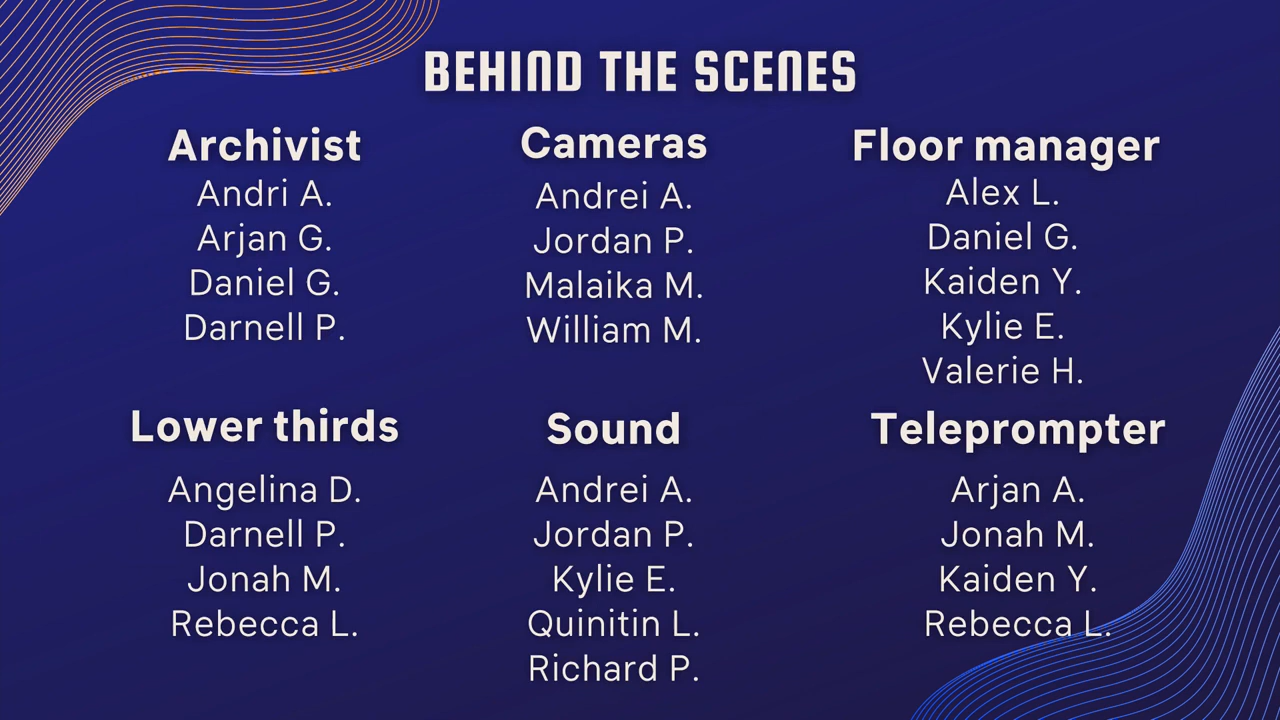 BEHIND THE SCENES
Archivist
Andri A.
Arjan G.
Daniel G.
Darnell P.
Cameras
Andrei A.
Jordan P.
Malaika M.
William M.
Floor manager
Alex L.
Daniel G.
Kaiden Y.
Kylie E.
Valerie H.
Lower thirds
Angelina D.
Darnell P.
Jonah M.
Rebecca L.
Sound
Andrei A.
Jordan P.
Kylie E.
Quinitin L.
Richard P.
Teleprompter
Arjan A.
Jonah M.
Kaiden Y.
Rebecca L.